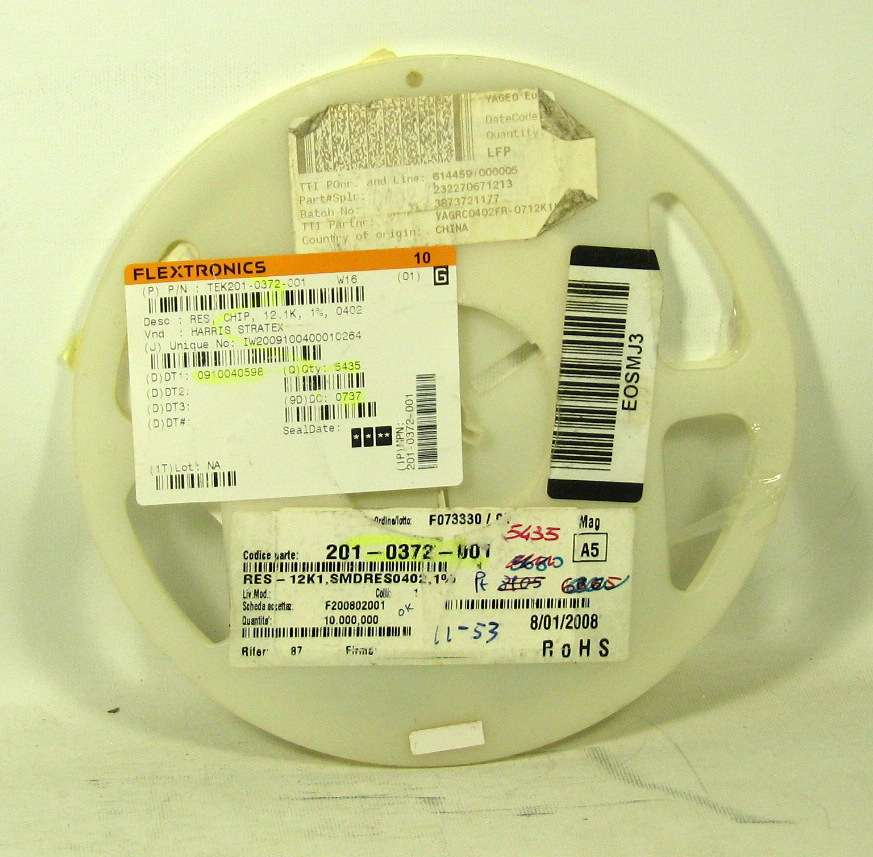 YAGEO Eu
DateCode
Quantity
LFP
TTI POnr. and Line: 614459/000005
Part#Splr: 232270671213
Batch No: 3873721177
TTI Partnr: YAGRC0402FR-0712K1
Country of origin: CHINA
FLEXTRONICS 10
(P) P/N : TEK201-0372-001 W16 (01) G
Desc : RES, CHIP, 12.1K, 1%, 0402
Vnd : HARRIS STRATEX
(J) Unique No: IW2009100400010264
(D)DT1: 0910040598 (Q)Qty: 5435
(D)DT2:
(D)DT3: (9D)DC: 0737
(D)DT#:
SealDate:
* * **
(1P)MPN:
201-0372-001
(1T)Lot: NA
EOSMJ3
Ordine/lotto: F073330 / Mag
5435
Codice parte: 201-0372-001 A5
RES-12K1,SMDRES0402,1%
Liv.Mod.: Colli: 1
Scheda accettaz: F200802001 OK
Quantita': 10.000,000 11-53 8/01/2008
Rifer: 87 Firma: RoHS